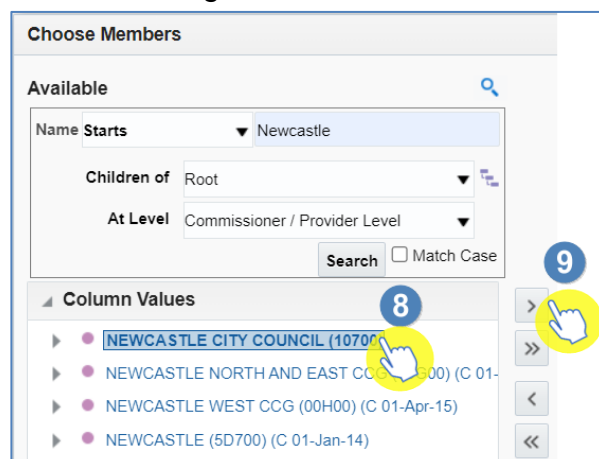 Choose Members
Available
Name Starts Newcastle
Children of Root
At Level Commissioner / Provider Level
Search Match Case
9
Column Values
8
>
NEWCASTLE CITY COUNCIL (10700
>>
NEWCASTLE NORTH AND EAST CCG G00) (C 01-
<
NEWCASTLE WEST CCG (00H00) (C 01-Apr-15)
<<
NEWCASTLE (5D700) (C 01-Jan-14)